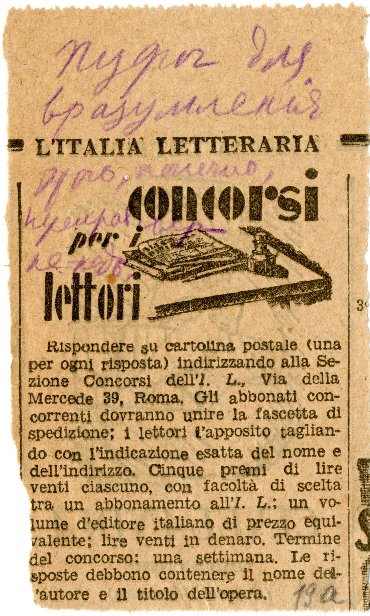 для
вразумления
L'ITALIA LETTERARIA
concorsi
per i
lettori
Rispondere su cartolina postale (una
per ogni risposta) indirizzando alla Se-
zione Concorsi dell'I. L., Via della
Mercede 39, Roma. Gli abbonati con-
correnti dovranno unire la fascetta di
spedizione; i lettori l'apposito taglian-
do con l'indicazione esatta del nome e
dell'indirizzo. Cinque premi di lire
venti ciascuno, con facoltà di scelta
tra un abbonamento all'I. L.; un vo-
lume d'editore italiano di prezzo equi-
valente; lire venti in denaro. Termine
del concorso: una settimana. Le ri-
sposte debbono contenere il nome del-
l'autore e il titolo dell'opera.
19a